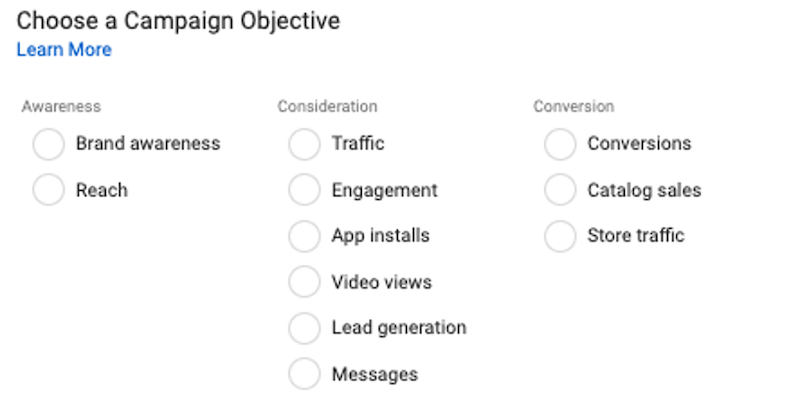 Choose a Campaign Objective
Learn More
Awareness
Brand awareness
Reach
Consideration
Traffic
Engagement
App installs
Video views
Lead generation
Messages
Conversion
Conversions
Catalog sales
Store traffic